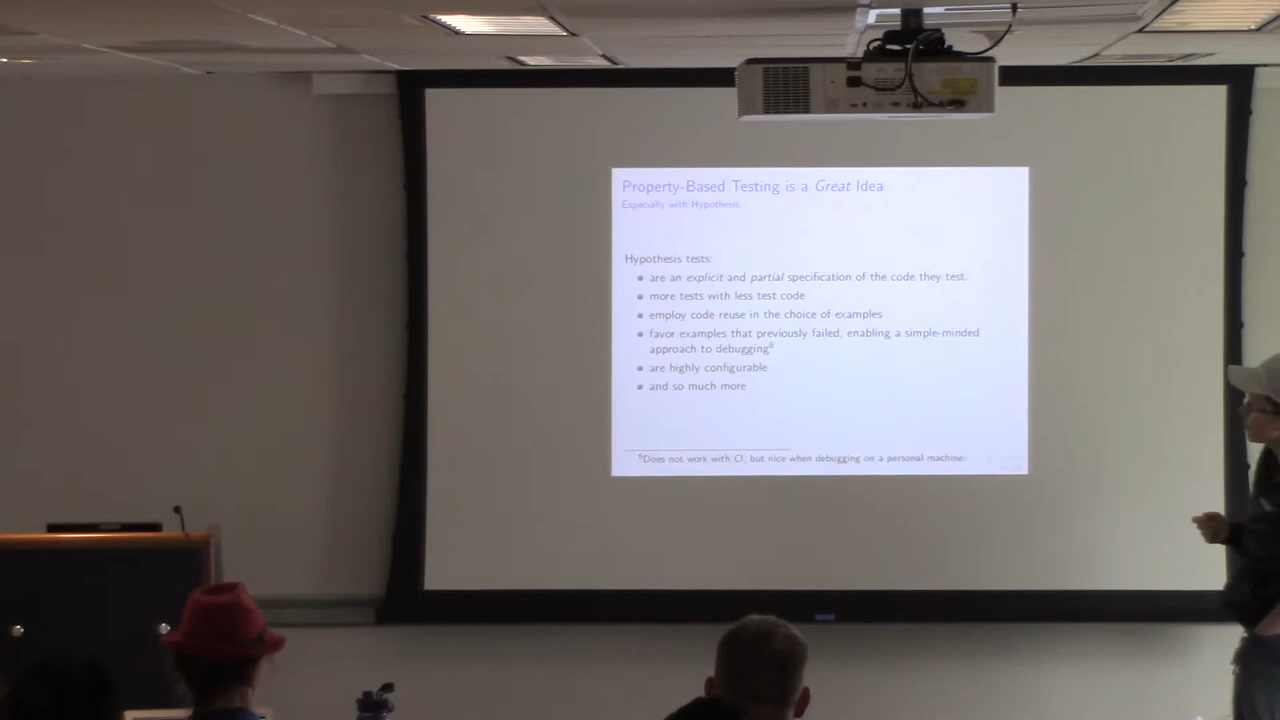 Property-Based Testing is a Great Idea
Especially with Hypothesis
Hypothesis tests:
are an explicit and partial specification of the code they test.
more tests with less test code
employ code reuse in the choice of examples
favor examples that previously failed, enabling a simple-minded
approach to debugging⁶
are highly configurable
and so much more
⁶Does not work with CI, but nice when debugging on a personal machine.